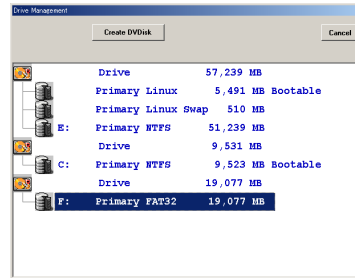 Drive Management
Create DVDisk Cancel
Drive 57,239 MB
Primary Linux 5,491 MB Bootable
Primary Linux Swap 510 MB
E: Primary NTFS 51,239 MB
Drive 9,531 MB
C: Primary NTFS 9,523 MB Bootable
Drive 19,077 MB
F: Primary FAT32 19,077 MB